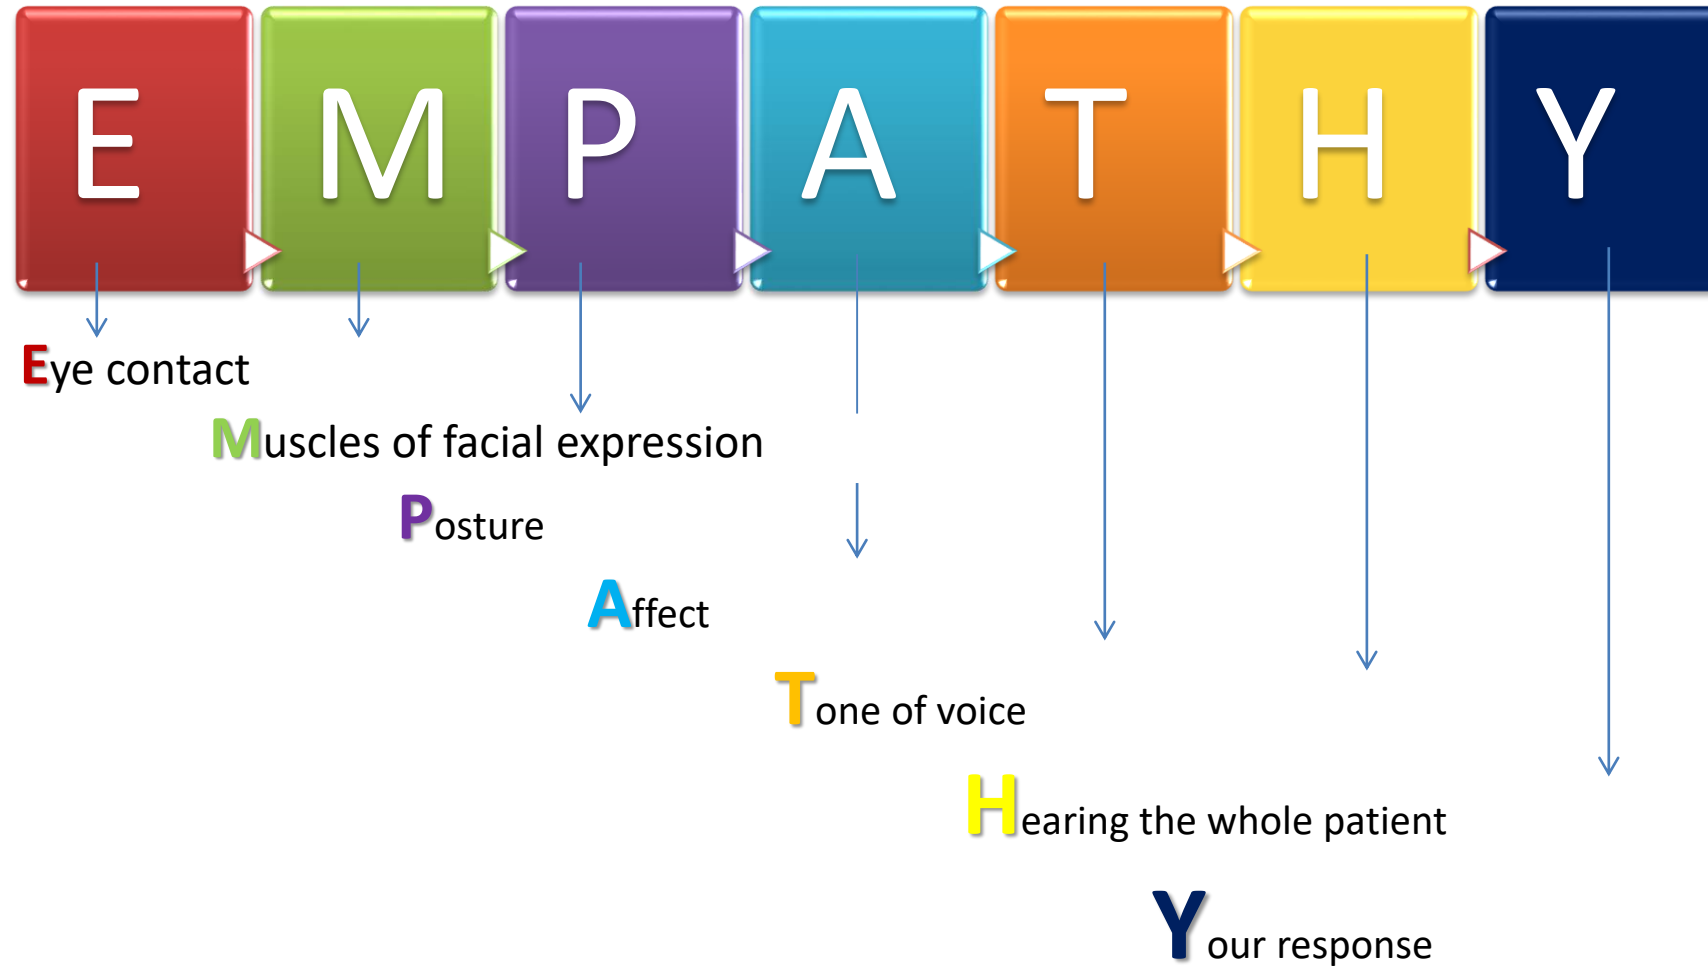 E M P A T H Y
Eye contact
Muscles of facial expression
Posture
Affect
Tone of voice
Hearing the whole patient
Your response